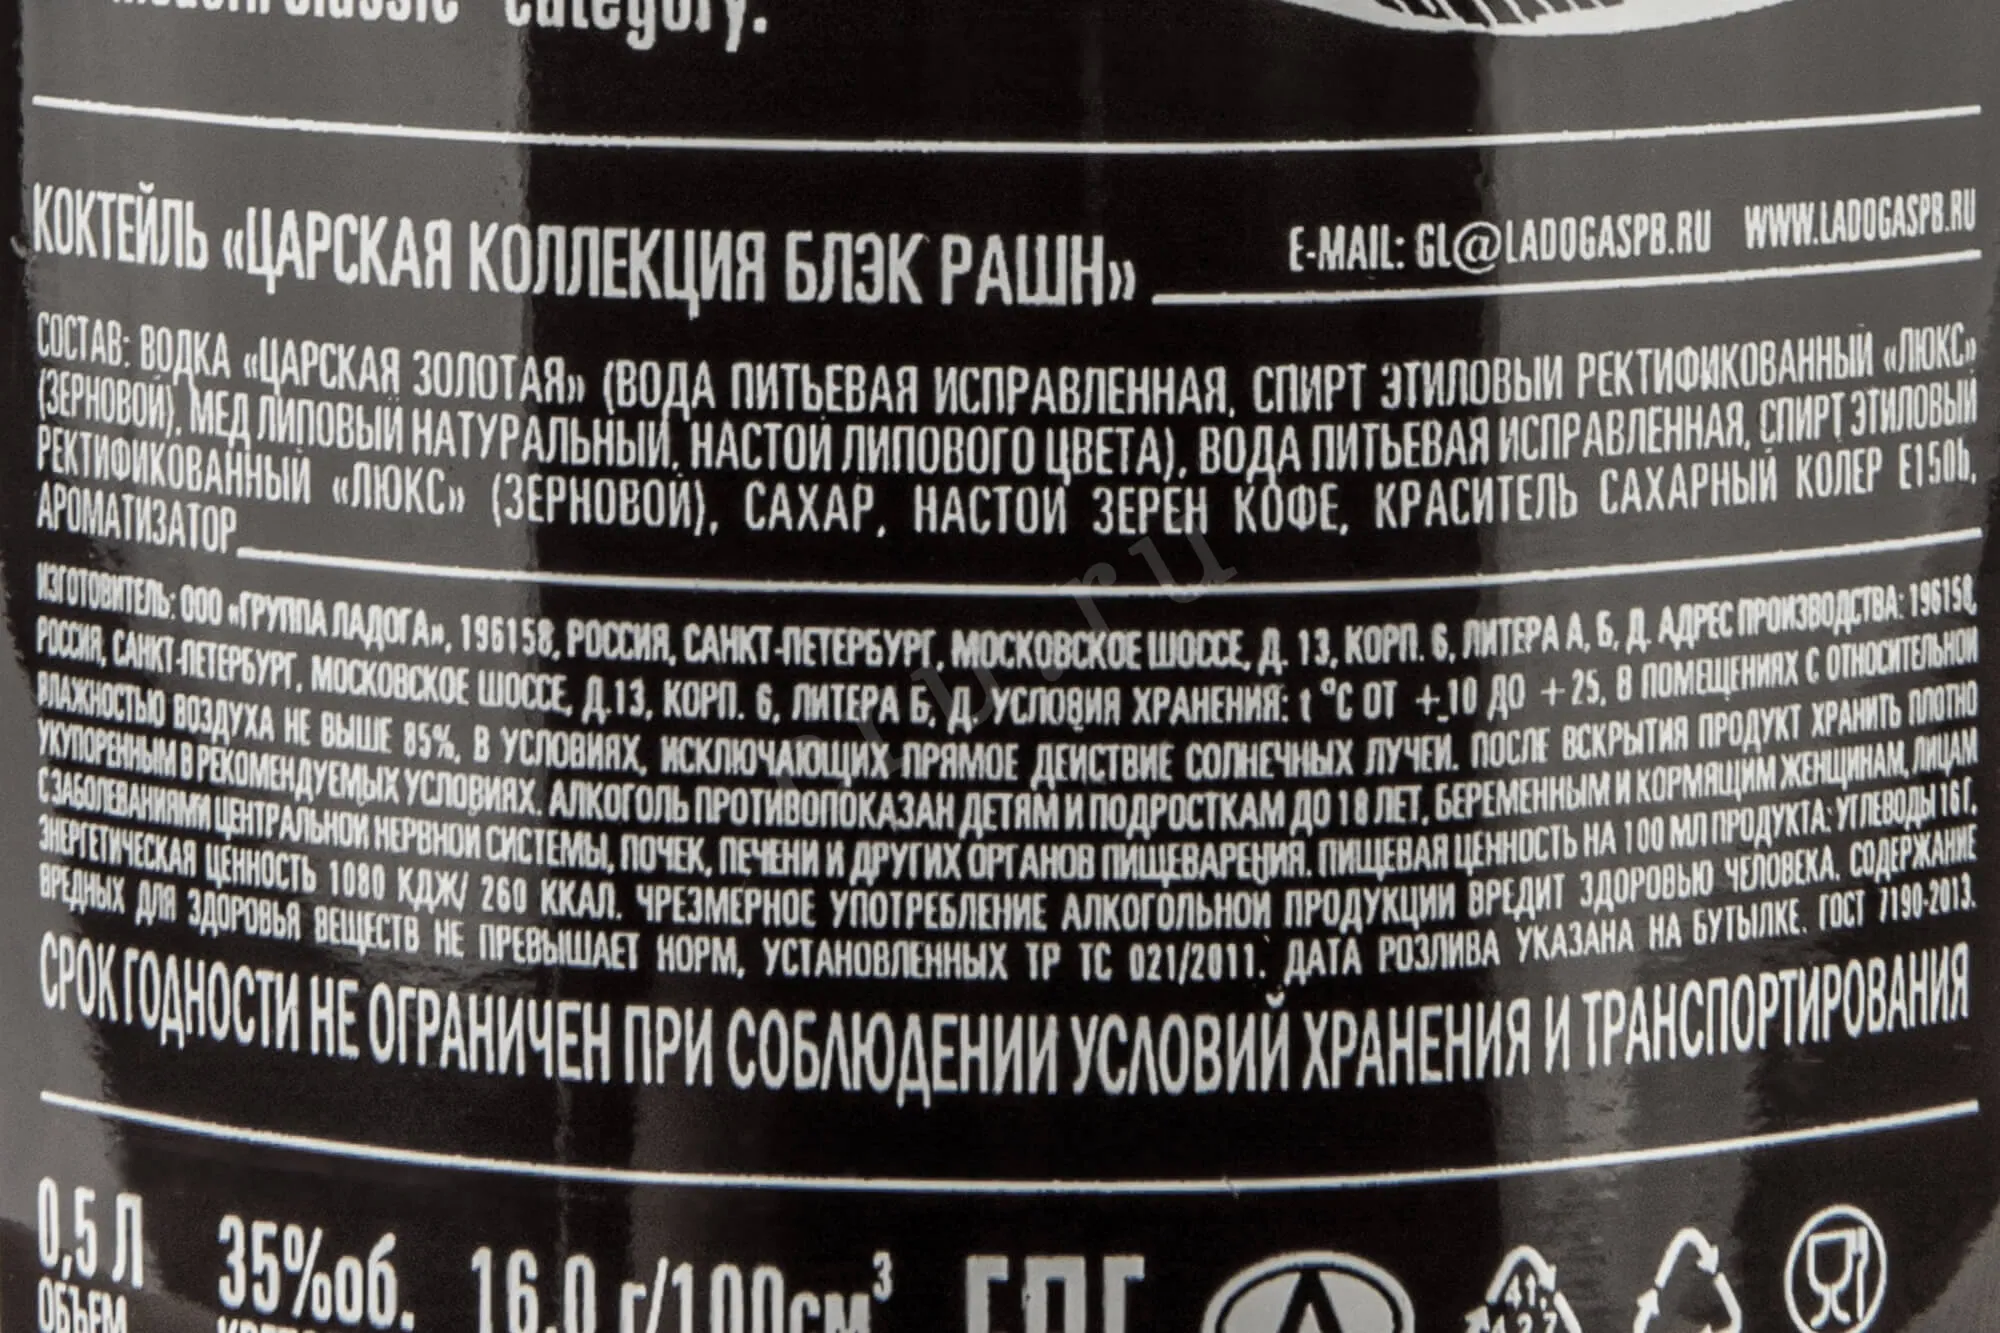 modern classic category.
КОКТЕЙЛЬ «ЦАРСКАЯ КОЛЛЕКЦИЯ БЛЭК РАШН»
E-MAIL: GL@LADOGASPB.RU WWW.LADOGASPB.RU
СОСТАВ: ВОДКА «ЦАРСКАЯ ЗОЛОТАЯ» (ВОДА ПИТЬЕВАЯ ИСПРАВЛЕННАЯ, СПИРТ ЭТИЛОВЫЙ РЕКТИФИКОВАННЫЙ «ЛЮКС»
(ЗЕРНОВОЙ), МЕД ЛИПОВЫЙ НАТУРАЛЬНЫЙ, НАСТОЙ ЛИПОВОГО ЦВЕТА), ВОДА ПИТЬЕВАЯ ИСПРАВЛЕННАЯ, СПИРТ ЭТИЛОВЫЙ
РЕКТИФИКОВАННЫЙ «ЛЮКС» (ЗЕРНОВОЙ), САХАР, НАСТОЙ ЗЕРЕН КОФЕ, КРАСИТЕЛЬ САХАРНЫЙ КОЛЕР Е150b,
АРОМАТИЗАТОР
ИЗГОТОВИТЕЛЬ: ООО «ГРУППА ЛАДОГА», 196158, РОССИЯ, САНКТ-ПЕТЕРБУРГ, МОСКОВСКОЕ ШОССЕ, Д. 13, КОРП. 6, ЛИТЕРА А, Б, Д. АДРЕС ПРОИЗВОДСТВА: 196158,
РОССИЯ, САНКТ-ПЕТЕРБУРГ, МОСКОВСКОЕ ШОССЕ, Д.13, КОРП. 6, ЛИТЕРА Б, Д. УСЛОВИЯ ХРАНЕНИЯ: t °C ОТ +10 ДО +25, В ПОМЕЩЕНИЯХ С ОТНОСИТЕЛЬНОЙ
ВЛАЖНОСТЬЮ ВОЗДУХА НЕ ВЫШЕ 85%, В УСЛОВИЯХ, ИСКЛЮЧАЮЩИХ ПРЯМОЕ ДЕЙСТВИЕ СОЛНЕЧНЫХ ЛУЧЕЙ. ПОСЛЕ ВСКРЫТИЯ ПРОДУКТ ХРАНИТЬ ПЛОТНО
УКУПОРЕННЫМ В РЕКОМЕНДУЕМЫХ УСЛОВИЯХ. АЛКОГОЛЬ ПРОТИВОПОКАЗАН ДЕТЯМ И ПОДРОСТКАМ ДО 18 ЛЕТ, БЕРЕМЕННЫМ И КОРМЯЩИМ ЖЕНЩИНАМ, ЛИЦАМ
С ЗАБОЛЕВАНИЯМИ ЦЕНТРАЛЬНОЙ НЕРВНОЙ СИСТЕМЫ, ПОЧЕК, ПЕЧЕНИ И ДРУГИХ ОРГАНОВ ПИЩЕВАРЕНИЯ. ПИЩЕВАЯ ЦЕННОСТЬ НА 100 МЛ ПРОДУКТА: УГЛЕВОДЫ 16 Г,
ЭНЕРГЕТИЧЕСКАЯ ЦЕННОСТЬ 1080 КДЖ/ 260 ККАЛ. ЧРЕЗМЕРНОЕ УПОТРЕБЛЕНИЕ АЛКОГОЛЬНОЙ ПРОДУКЦИИ ВРЕДИТ ЗДОРОВЬЮ ЧЕЛОВЕКА. СОДЕРЖАНИЕ
ВРЕДНЫХ ДЛЯ ЗДОРОВЬЯ ВЕЩЕСТВ НЕ ПРЕВЫШАЕТ НОРМ, УСТАНОВЛЕННЫХ ТР ТС 021/2011. ДАТА РОЗЛИВА УКАЗАНА НА БУТЫЛКЕ. ГОСТ 7190-2013.
СРОК ГОДНОСТИ НЕ ОГРАНИЧЕН ПРИ СОБЛЮДЕНИИ УСЛОВИЙ ХРАНЕНИЯ И ТРАНСПОРТИРОВАНИЯ
0,5 Л 35%об. 16,0 г/100см³
ОБЪЕМ
41